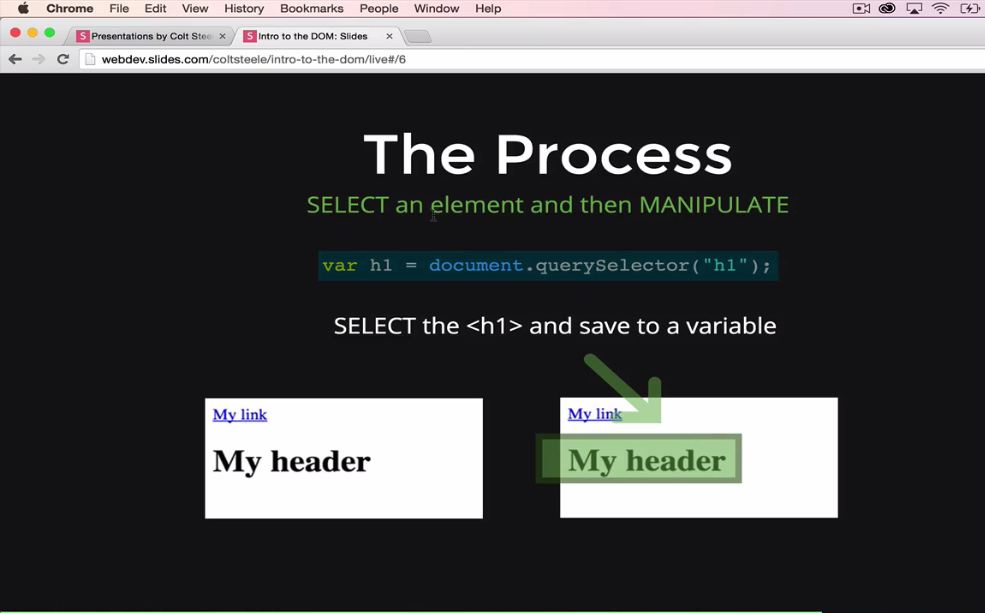 Chrome File Edit View History Bookmarks People Window Help
Presentations by Colt Stee
Intro to the DOM: Slides
webdev.slides.com/coltsteele/intro-to-the-dom/live#/6
The Process
SELECT an element and then MANIPULATE
var h1 = document.querySelector("h1");
SELECT the <h1> and save to a variable
My link
My header
My link
My header